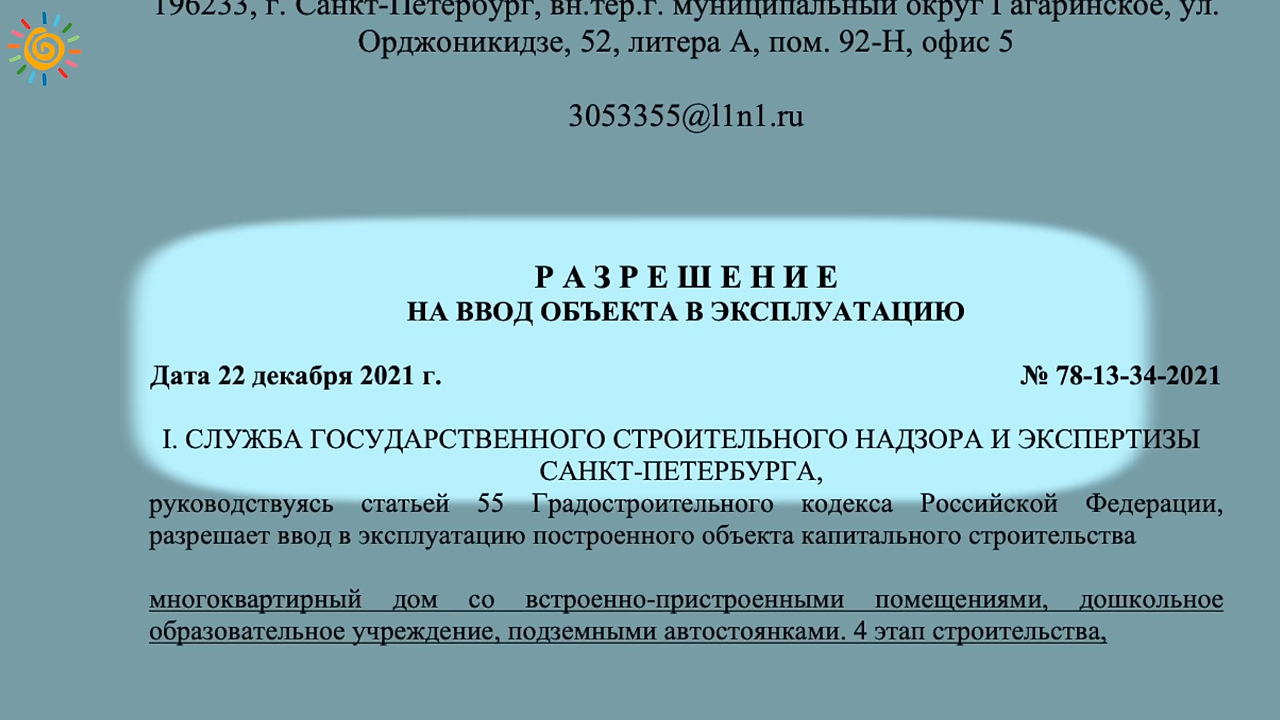 196233, г. Санкт-Петербург, вн.тер.г. муниципальный округ Гагаринское, ул.
Орджоникидзе, 52, литера А, пом. 92-Н, офис 5
3053355@l1n1.ru
Р А З Р Е Ш Е Н И Е
НА ВВОД ОБЪЕКТА В ЭКСПЛУАТАЦИЮ
Дата 22 декабря 2021 г. № 78-13-34-2021
I. СЛУЖБА ГОСУДАРСТВЕННОГО СТРОИТЕЛЬНОГО НАДЗОРА И ЭКСПЕРТИЗЫ
САНКТ-ПЕТЕРБУРГА,
руководствуясь статьей 55 Градостроительного кодекса Российской Федерации,
разрешает ввод в эксплуатацию построенного объекта капитального строительства
многоквартирный дом со встроенно-пристроенными помещениями, дошкольное
образовательное учреждение, подземными автостоянками. 4 этап строительства,